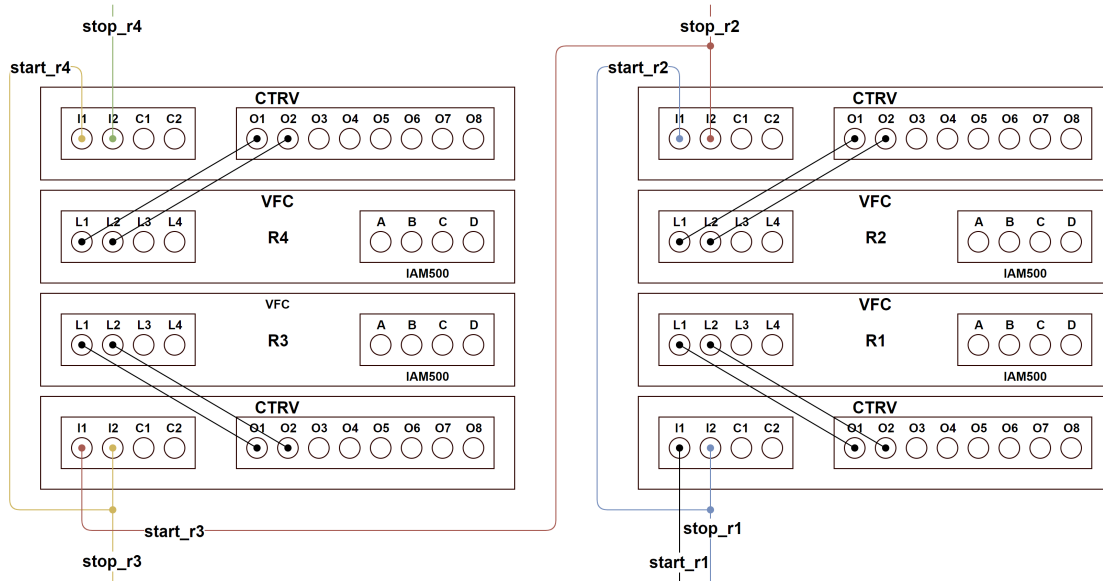 stop_r4
stop_r2
start_r4
start_r2
CTRV
I1 I2 C1 C2 O1 O2 O3 O4 O5 O6 O7 O8
CTRV
I1 I2 C1 C2 O1 O2 O3 O4 O5 O6 O7 O8
VFC
L1 L2 L3 L4 R4 A B C D
IAM500
VFC
L1 L2 L3 L4 R2 A B C D
IAM500
VFC
L1 L2 L3 L4 R3 A B C D
IAM500
VFC
L1 L2 L3 L4 R1 A B C D
IAM500
CTRV
I1 I2 C1 C2 O1 O2 O3 O4 O5 O6 O7 O8
CTRV
I1 I2 C1 C2 O1 O2 O3 O4 O5 O6 O7 O8
start_r3
stop_r1
stop_r3
start_r1